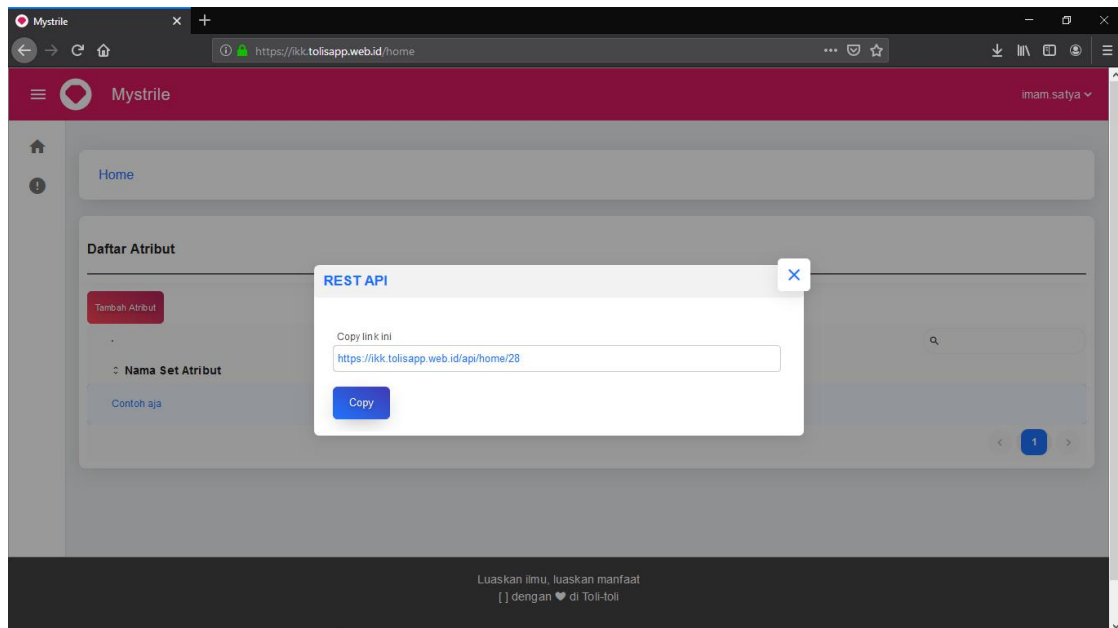 Mystrile
https://ikk.tolisapp.web.id/home
Mystrile
imam.satya
Home
Daftar Atribut
REST API
Tambah Atribut
Copy link ini
https://ikk.tolisapp.web.id/api/home/28
Nama Set Atribut
Contoh aja
Copy
1
Luaskan ilmu, luaskan manfaat
[ ] dengan ❤ di Toli-toli